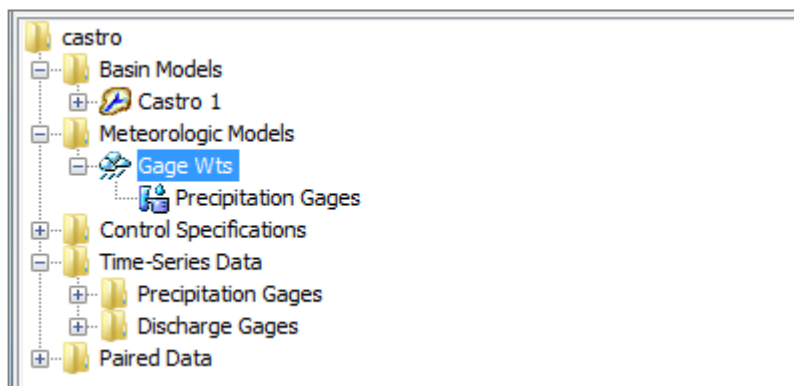 castro
Basin Models
Castro 1
Meteorologic Models
Gage Wts
Precipitation Gages
Control Specifications
Time-Series Data
Precipitation Gages
Discharge Gages
Paired Data